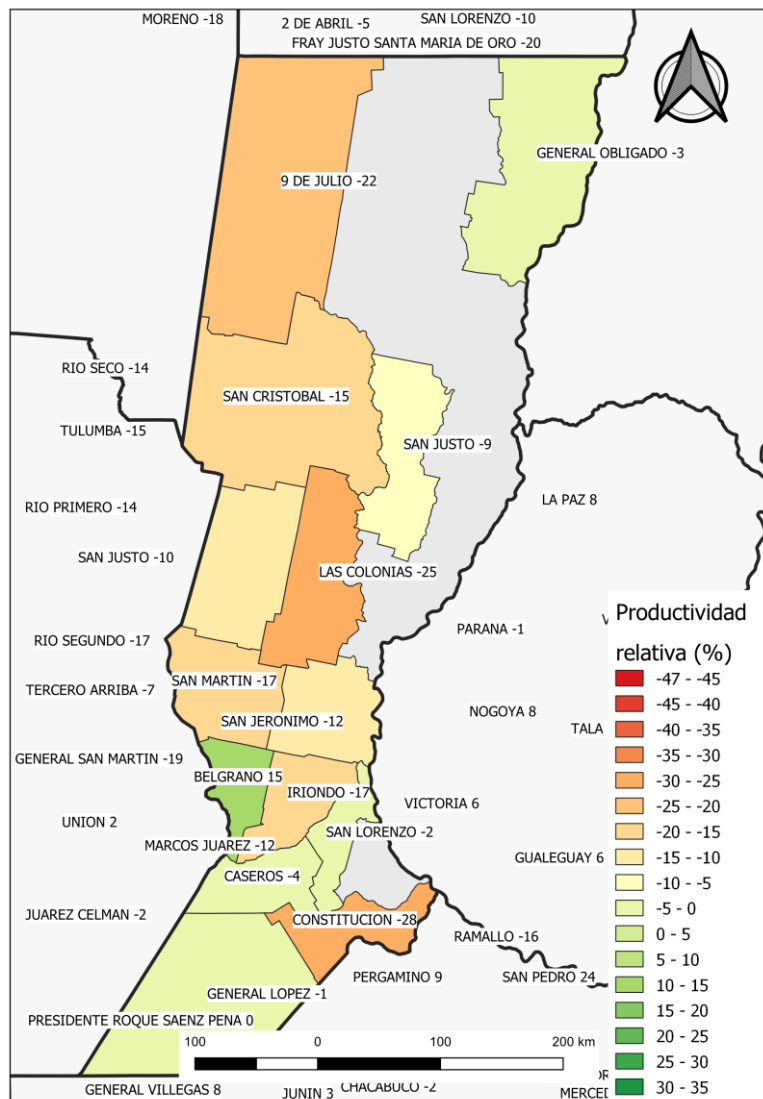 MORENO -18
2 DE ABRIL -5
SAN LORENZO -10
FRAY JUSTO SANTA MARIA DE ORO -20
GENERAL OBLIGADO -3
9 DE JULIO -22
RIO SECO -14
SAN CRISTOBAL -15
TULUMBA -15
SAN JUSTO -9
LA PAZ 8
RIO PRIMERO -14
SAN JUSTO -10
LAS COLONIAS -25
PARANA -1
RIO SEGUNDO -17
SAN MARTIN -17
TERCERO ARRIBA -7
NOGOYA 8
SAN JERONIMO -12
TALA
GENERAL SAN MARTIN -19
BELGRANO 15
IRIONDO -17
VICTORIA 6
UNION 2
SAN LORENZO -2
MARCOS JUAREZ -12
GUALEGUAY 6
CASEROS -4
JUAREZ CELMAN -2
CONSTITUCION -28
RAMALLO -16
PERGAMINO 9
SAN PEDRO 24
GENERAL LOPEZ -1
PRESIDENTE ROQUE SAENZ PENA 0
100 0 100 200 km
GENERAL VILLEGAS 8
JUNIN 3
CHACABUCO -2
MERCED
Productividad
relativa (%)
-47 - -45
-45 - -40
-40 - -35
-35 - -30
-30 - -25
-25 - -20
-20 - -15
-15 - -10
-10 - -5
-5 - 0
0 - 5
5 - 10
10 - 15
15 - 20
20 - 25
25 - 30
30 - 35